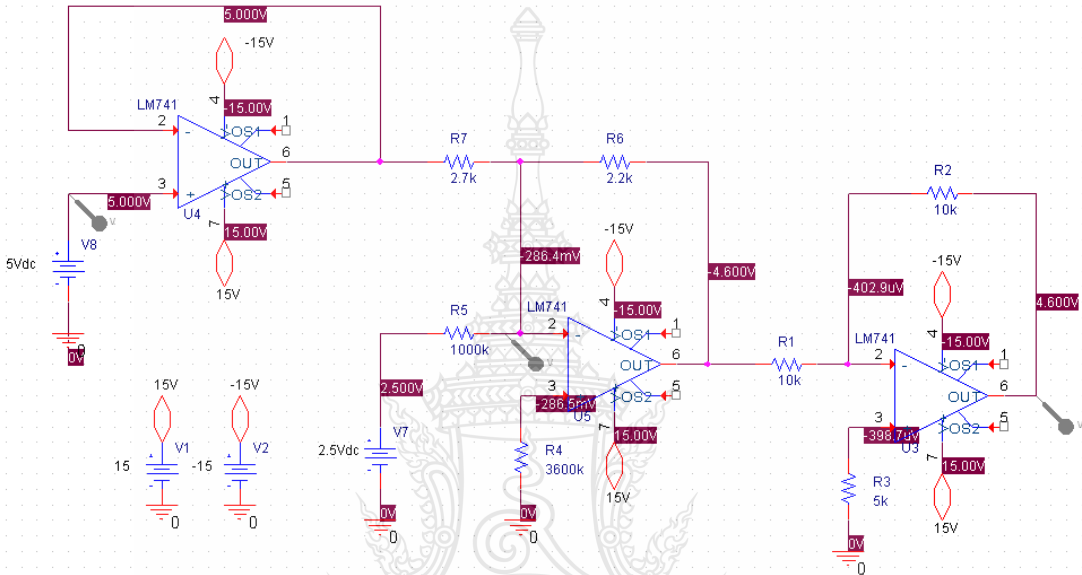 5.000V
-15V
LM741
4
-15.00V
2
-
OS1
1
OUT
6
3
+
OS2
5
5.000V
U4
7
15.00V
15V
V8
5Vdc
0
0V
R7
2.7k
R6
2.2k
-286.4mV
-4.600V
R5
1000k
2.500V
V7
2.5Vdc
0V
0
-15V
LM741
4
-15.00V
2
-
OS1
1
OUT
6
3
-286.5mV
OS2
5
U5
7
15.00V
15V
R4
3600k
0V
0
R1
10k
R2
10k
-402.9uV
4.600V
-15V
LM741
4
-15.00V
2
-
OS1
1
OUT
6
3
-398.7uV
OS2
5
U3
7
15.00V
15V
R3
5k
0V
0
15V
V1
15
0
-15V
V2
-15
0